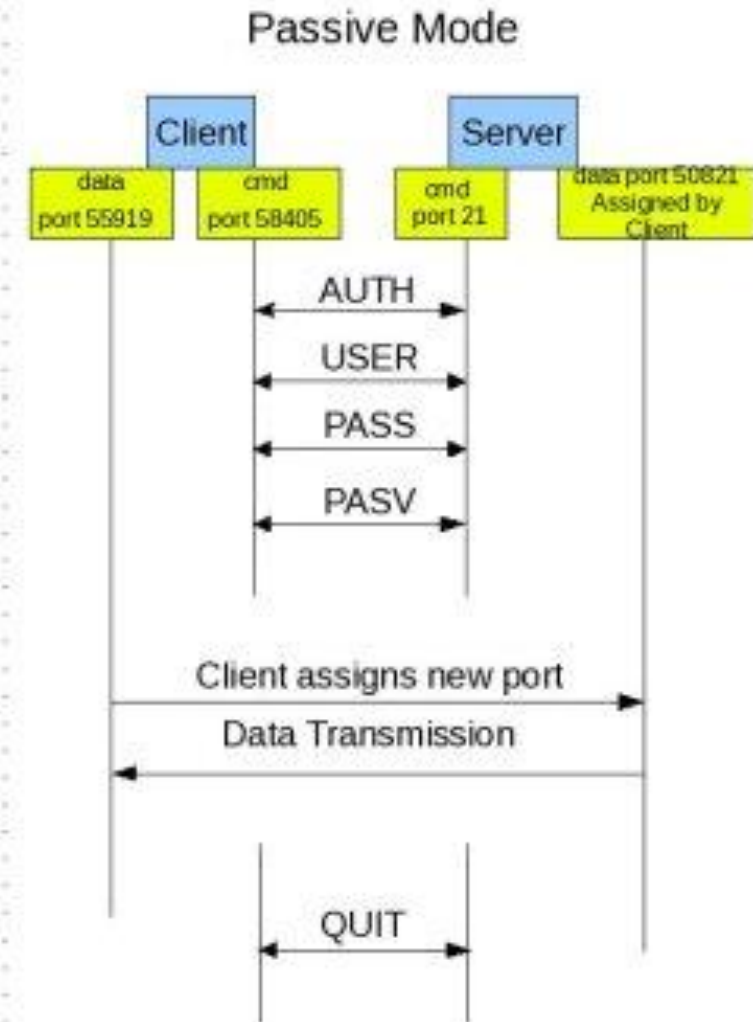 Passive Mode
Client
Server
data
port 55919
cmd
port 58405
cmd
port 21
data port 50821
Assigned by
Client
AUTH
USER
PASS
PASV
Client assigns new port
Data Transmission
QUIT